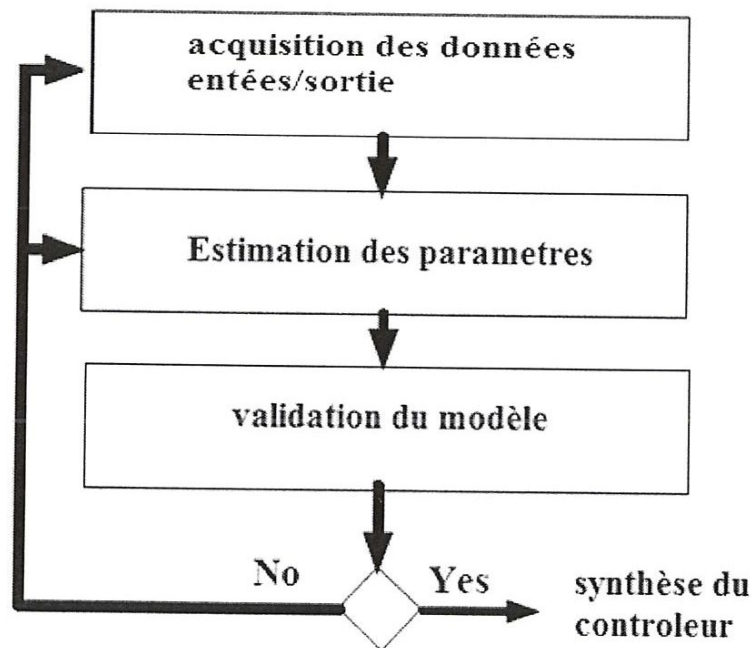 acquisition des données
entées/sortie
Estimation des parametres
validation du modèle
No
Yes
synthèse du
controleur